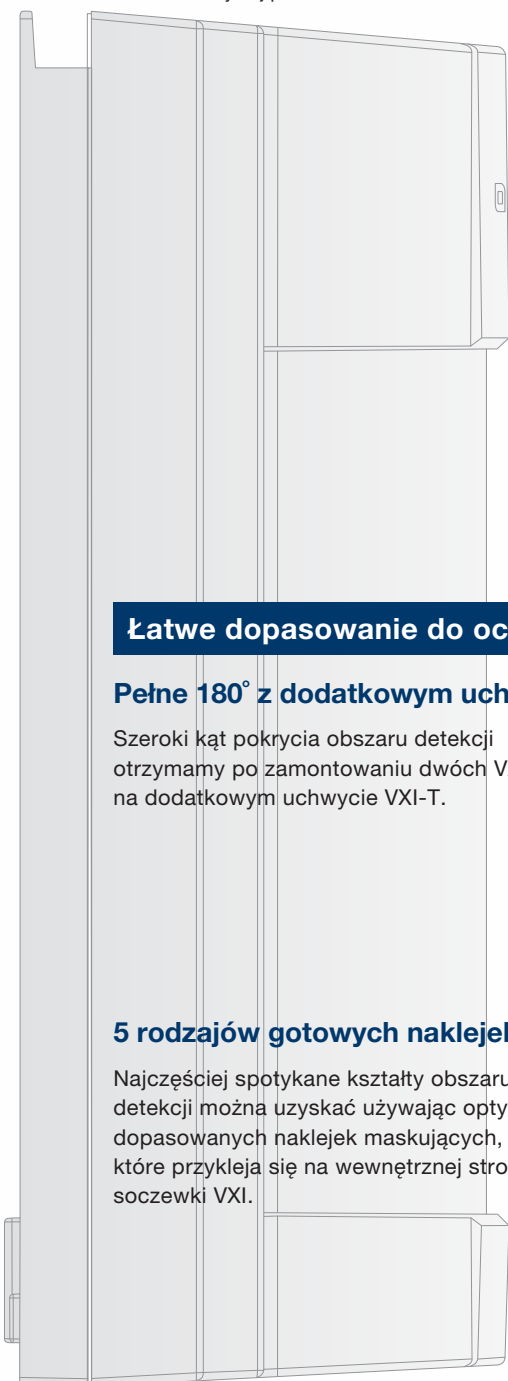 Łatwe dopasowanie do oc
Pełne 180° z dodatkowym uch
Szeroki kąt pokrycia obszaru detekcji
otrzymamy po zamontowaniu dwóch V
na dodatkowym uchwycie VXI-T.
5 rodzajów gotowych naklejek
Najczęściej spotykane kształty obszaru
detekcji można uzyskać używając opty
dopasowanych naklejek maskujących,
które przykleja się na wewnętrznej stro
soczewki VXI.